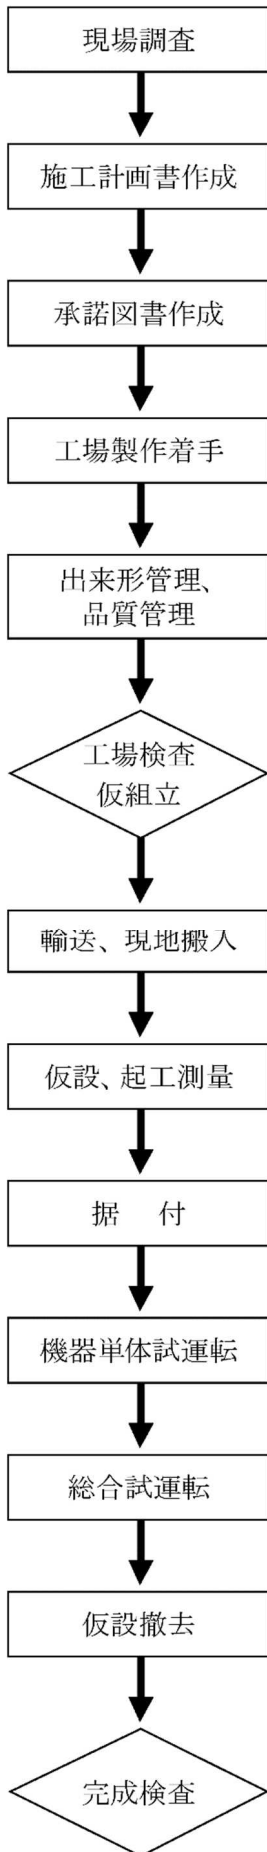 現場調査
施工計画書作成
承諾図書作成
工場製作着手
出来形管理、
品質管理
工場検査
仮組立
輸送、現地搬入
仮設、起工測量
据　付
機器単体試運転
総合試運転
仮設撤去
完成検査